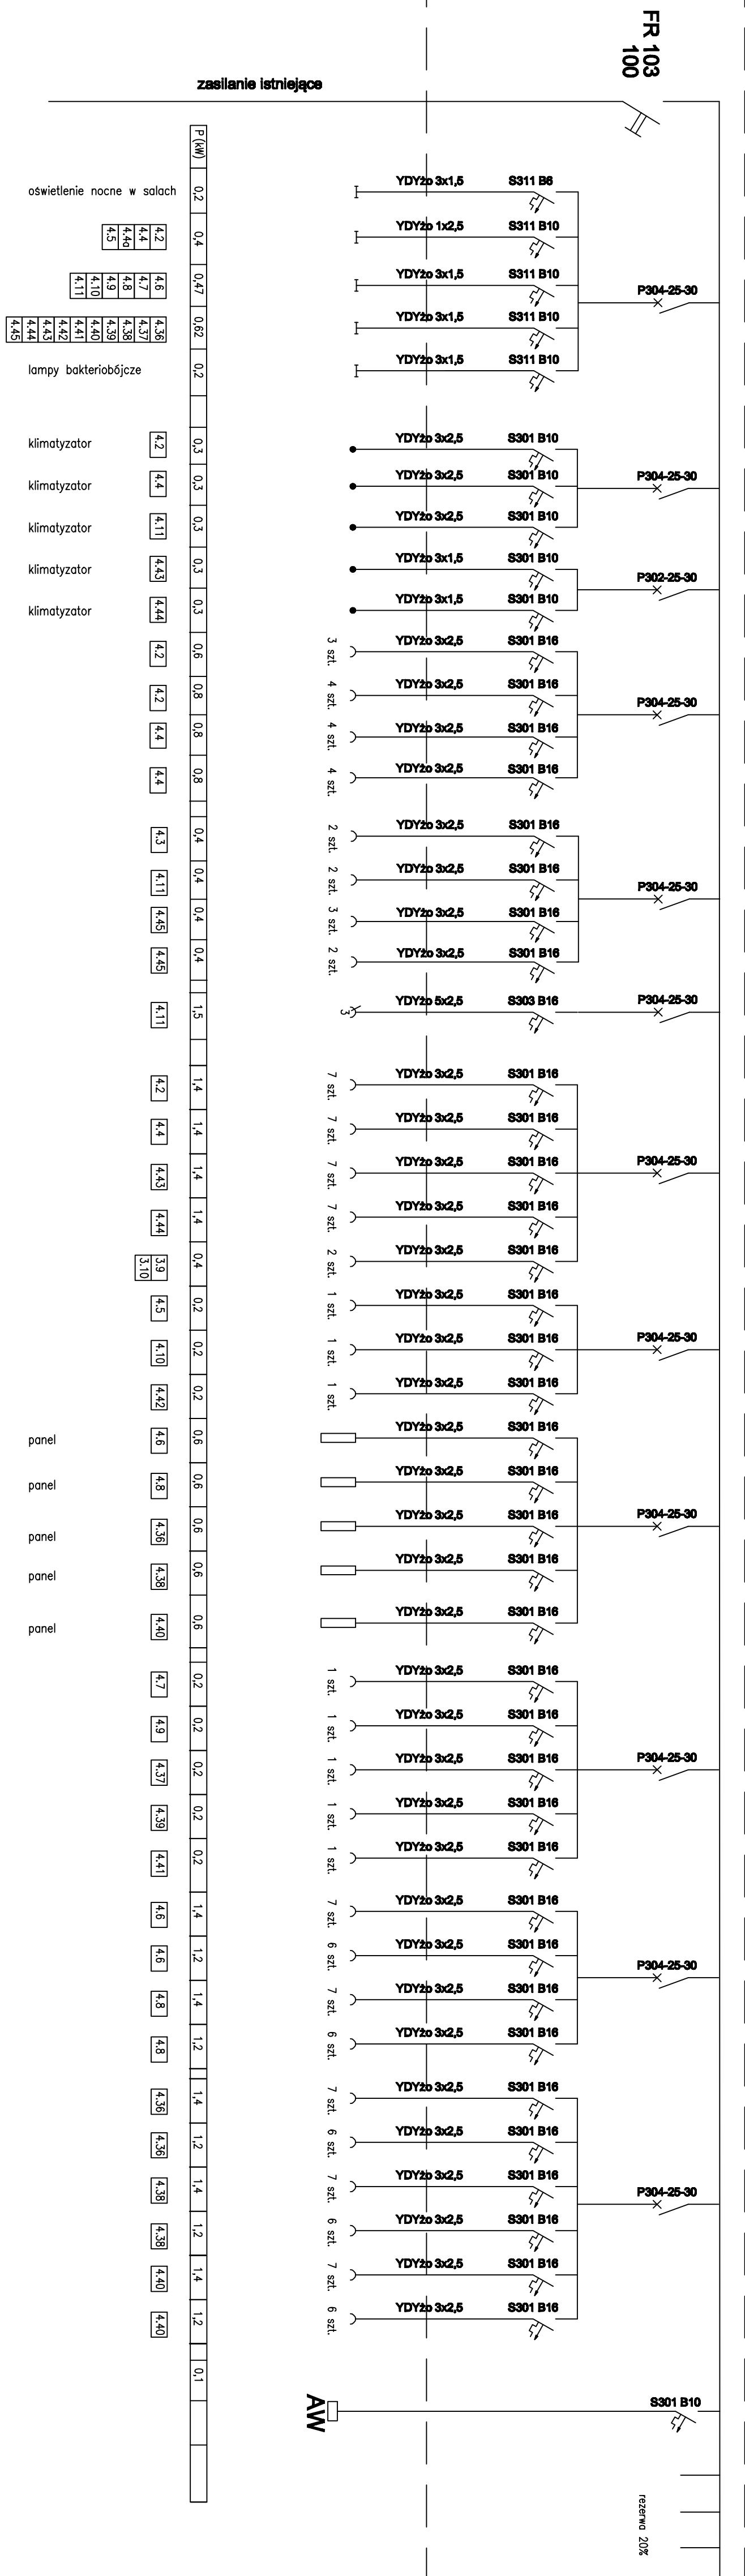 FR 103
100
zasilanie istniejące
P (kW)
oświetlenie nocne w salach
0,2
YDYżo 3x1,5
S311 B6
4.2
4.4
4.4a
4.5
0,4
YDYżo 1x2,5
S311 B10
4.6
4.7
4.8
4.9
4.10
4.11
0,47
YDYżo 3x1,5
S311 B10
P304-25-30
4.36
4.37
4.38
4.39
4.40
4.41
4.42
4.43
4.44
4.45
0,62
YDYżo 3x1,5
S311 B10
lampy bakteriobójcze
0,2
YDYżo 3x1,5
S311 B10
klimatyzator
4.2
0,3
YDYżo 3x2,5
S301 B10
klimatyzator
4.4
0,3
YDYżo 3x2,5
S301 B10
P304-25-30
klimatyzator
4.11
0,3
YDYżo 3x2,5
S301 B10
klimatyzator
4.43
0,3
YDYżo 3x1,5
S301 B10
P302-25-30
klimatyzator
4.44
0,3
YDYżo 3x1,5
S301 B10
4.2
0,6
3 szt.
YDYżo 3x2,5
S301 B16
4.2
0,8
4 szt.
YDYżo 3x2,5
S301 B16
P304-25-30
4.4
0,8
4 szt.
YDYżo 3x2,5
S301 B16
4.4
0,8
4 szt.
YDYżo 3x2,5
S301 B16
4.3
0,4
2 szt.
YDYżo 3x2,5
S301 B16
4.11
0,4
2 szt.
YDYżo 3x2,5
S301 B16
P304-25-30
4.45
0,4
3 szt.
YDYżo 3x2,5
S301 B16
4.45
0,4
2 szt.
YDYżo 3x2,5
S301 B16
4.11
1,5
3
YDYżo 5x2,5
S303 B16
P304-25-30
4.2
1,4
7 szt.
YDYżo 3x2,5
S301 B16
4.4
1,4
7 szt.
YDYżo 3x2,5
S301 B16
4.43
1,4
7 szt.
YDYżo 3x2,5
S301 B16
P304-25-30
4.44
1,4
7 szt.
YDYżo 3x2,5
S301 B16
3.9
3.10
0,4
2 szt.
YDYżo 3x2,5
S301 B16
4.5
0,2
1 szt.
YDYżo 3x2,5
S301 B16
4.10
0,2
1 szt.
YDYżo 3x2,5
S301 B16
P304-25-30
4.42
0,2
1 szt.
YDYżo 3x2,5
S301 B16
panel
4.6
0,6
YDYżo 3x2,5
S301 B16
panel
4.8
0,6
YDYżo 3x2,5
S301 B16
panel
4.36
0,6
YDYżo 3x2,5
S301 B16
P304-25-30
panel
4.38
0,6
YDYżo 3x2,5
S301 B16
panel
4.40
0,6
YDYżo 3x2,5
S301 B16
4.7
0,2
1 szt.
YDYżo 3x2,5
S301 B16
4.9
0,2
1 szt.
YDYżo 3x2,5
S301 B16
4.37
0,2
1 szt.
YDYżo 3x2,5
S301 B16
P304-25-30
4.39
0,2
1 szt.
YDYżo 3x2,5
S301 B16
4.41
0,2
1 szt.
YDYżo 3x2,5
S301 B16
4.6
1,4
7 szt.
YDYżo 3x2,5
S301 B16
4.6
1,2
6 szt.
YDYżo 3x2,5
S301 B16
P304-25-30
4.8
1,4
7 szt.
YDYżo 3x2,5
S301 B16
4.8
1,2
6 szt.
YDYżo 3x2,5
S301 B16
4.36
1,4
7 szt.
YDYżo 3x2,5
S301 B16
4.36
1,2
6 szt.
YDYżo 3x2,5
S301 B16
4.38
1,4
7 szt.
YDYżo 3x2,5
S301 B16
P304-25-30
4.38
1,2
6 szt.
YDYżo 3x2,5
S301 B16
4.40
1,4
7 szt.
YDYżo 3x2,5
S301 B16
4.40
1,2
6 szt.
YDYżo 3x2,5
S301 B16
0,1
AW
S301 B10
rezerwa 20%